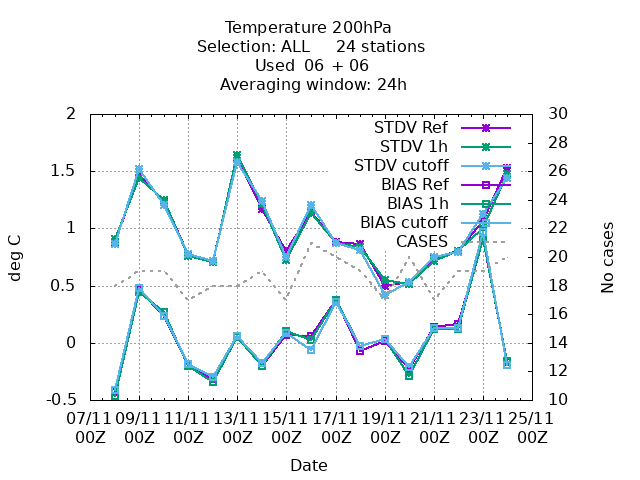 Temperature 200hPa
Selection: ALL     24 stations
Used  06 + 06
Averaging window: 24h
2
1.5
1
0.5
0
-0.5
deg C
30
28
26
24
22
20
18
16
14
12
10
No cases
STDV Ref
STDV 1h
STDV cutoff
BIAS Ref
BIAS 1h
BIAS cutoff
CASES
07/11 09/11 11/11 13/11 15/11 17/11 19/11 21/11 23/11 25/11
00Z 00Z 00Z 00Z 00Z 00Z 00Z 00Z 00Z 00Z
Date